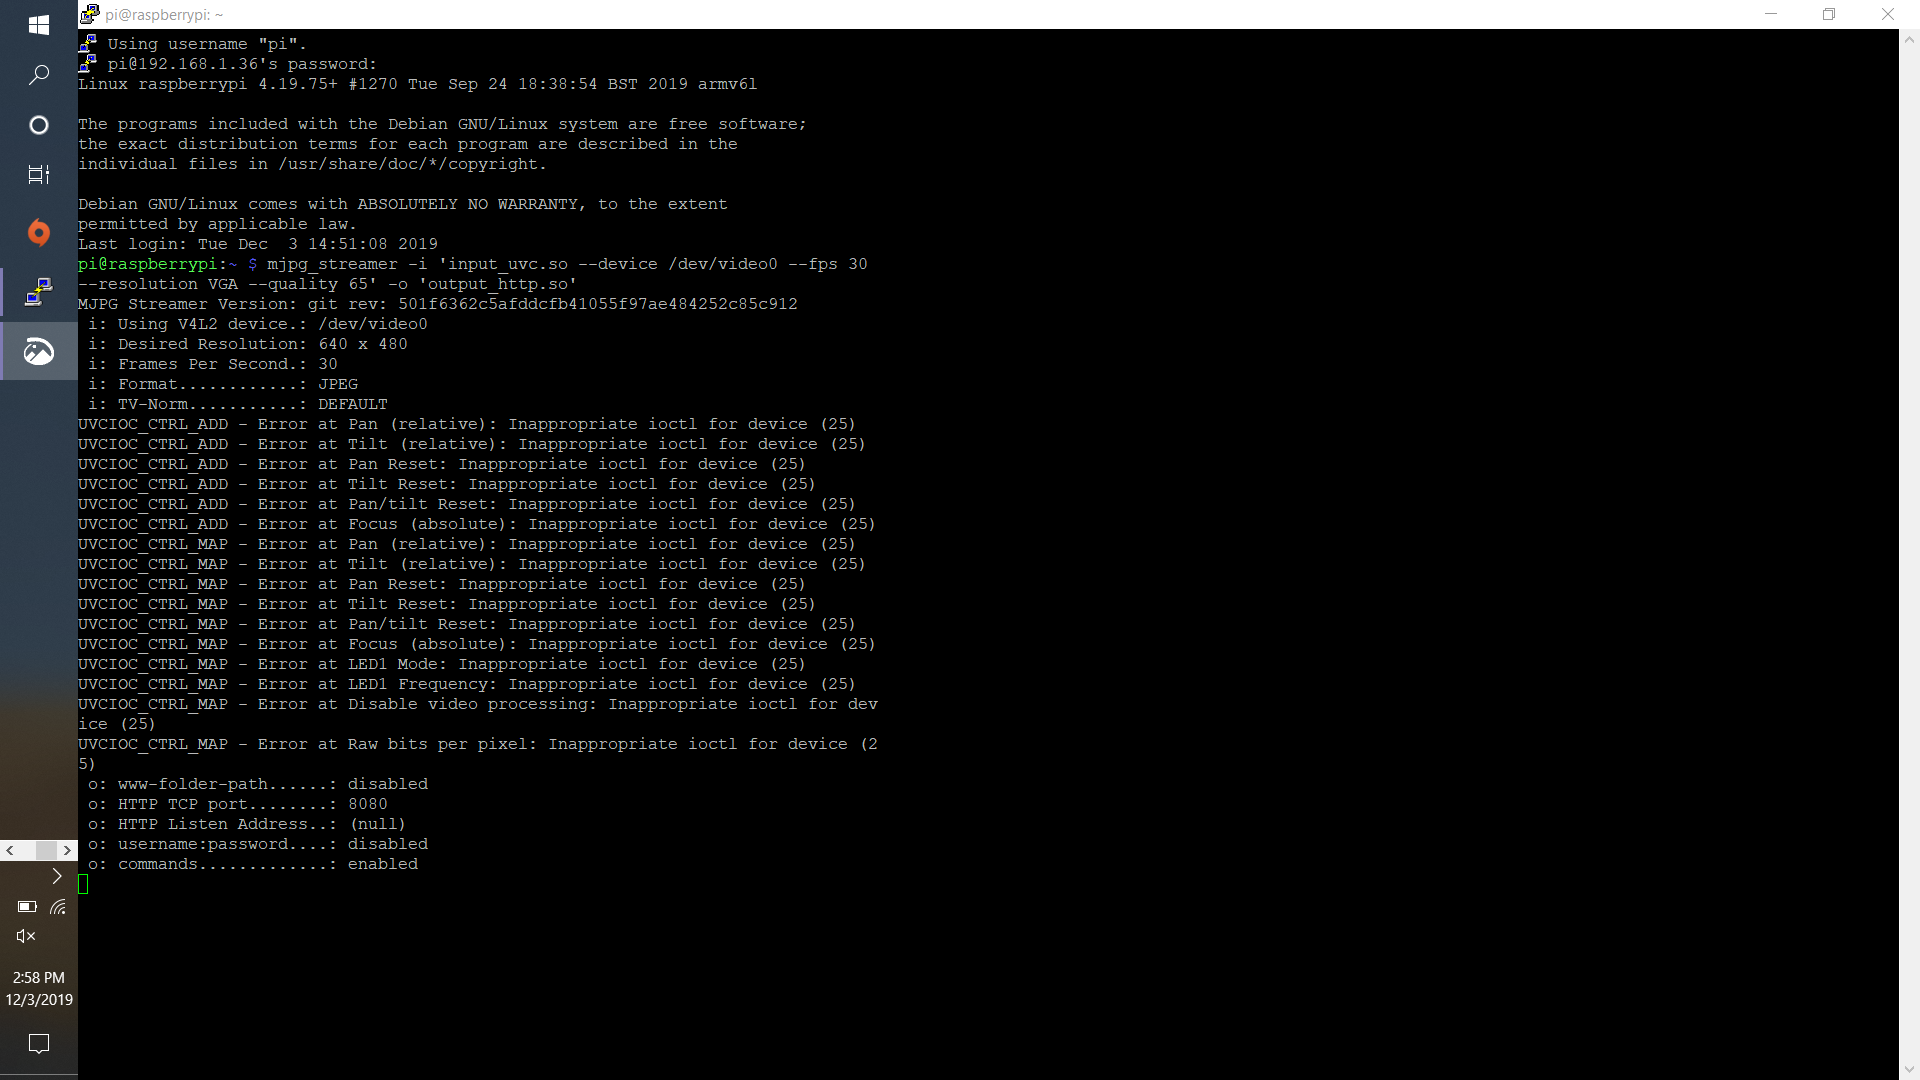 pi@raspberrypi: ~
Using username "pi".
pi@192.168.1.36's password:
Linux raspberrypi 4.19.75+ #1270 Tue Sep 24 18:38:54 BST 2019 armv6l
The programs included with the Debian GNU/Linux system are free software;
the exact distribution terms for each program are described in the
individual files in /usr/share/doc/*/copyright.
Debian GNU/Linux comes with ABSOLUTELY NO WARRANTY, to the extent
permitted by applicable law.
Last login: Tue Dec  3 14:51:08 2019
pi@raspberrypi:~ $ mjpg_streamer -i 'input_uvc.so --device /dev/video0 --fps 30
--resolution VGA --quality 65' -o 'output_http.so'
MJPG Streamer Version: git rev: 501f6362c5afddcfb41055f97ae484252c85c912
i: Using V4L2 device.: /dev/video0
i: Desired Resolution: 640 x 480
i: Frames Per Second.: 30
i: Format............: JPEG
i: TV-Norm...........: DEFAULT
UVCIOC_CTRL_ADD - Error at Pan (relative): Inappropriate ioctl for device (25)
UVCIOC_CTRL_ADD - Error at Tilt (relative): Inappropriate ioctl for device (25)
UVCIOC_CTRL_ADD - Error at Pan Reset: Inappropriate ioctl for device (25)
UVCIOC_CTRL_ADD - Error at Tilt Reset: Inappropriate ioctl for device (25)
UVCIOC_CTRL_ADD - Error at Pan/tilt Reset: Inappropriate ioctl for device (25)
UVCIOC_CTRL_ADD - Error at Focus (absolute): Inappropriate ioctl for device (25)
UVCIOC_CTRL_MAP - Error at Pan (relative): Inappropriate ioctl for device (25)
UVCIOC_CTRL_MAP - Error at Tilt (relative): Inappropriate ioctl for device (25)
UVCIOC_CTRL_MAP - Error at Pan Reset: Inappropriate ioctl for device (25)
UVCIOC_CTRL_MAP - Error at Tilt Reset: Inappropriate ioctl for device (25)
UVCIOC_CTRL_MAP - Error at Pan/tilt Reset: Inappropriate ioctl for device (25)
UVCIOC_CTRL_MAP - Error at Focus (absolute): Inappropriate ioctl for device (25)
UVCIOC_CTRL_MAP - Error at LED1 Mode: Inappropriate ioctl for device (25)
UVCIOC_CTRL_MAP - Error at LED1 Frequency: Inappropriate ioctl for device (25)
UVCIOC_CTRL_MAP - Error at Disable video processing: Inappropriate ioctl for dev
ice (25)
UVCIOC_CTRL_MAP - Error at Raw bits per pixel: Inappropriate ioctl for device (2
5)
o: www-folder-path......: disabled
o: HTTP TCP port........: 8080
o: HTTP Listen Address..: (null)
o: username:password....: disabled
o: commands.............: enabled
2:58 PM
12/3/2019